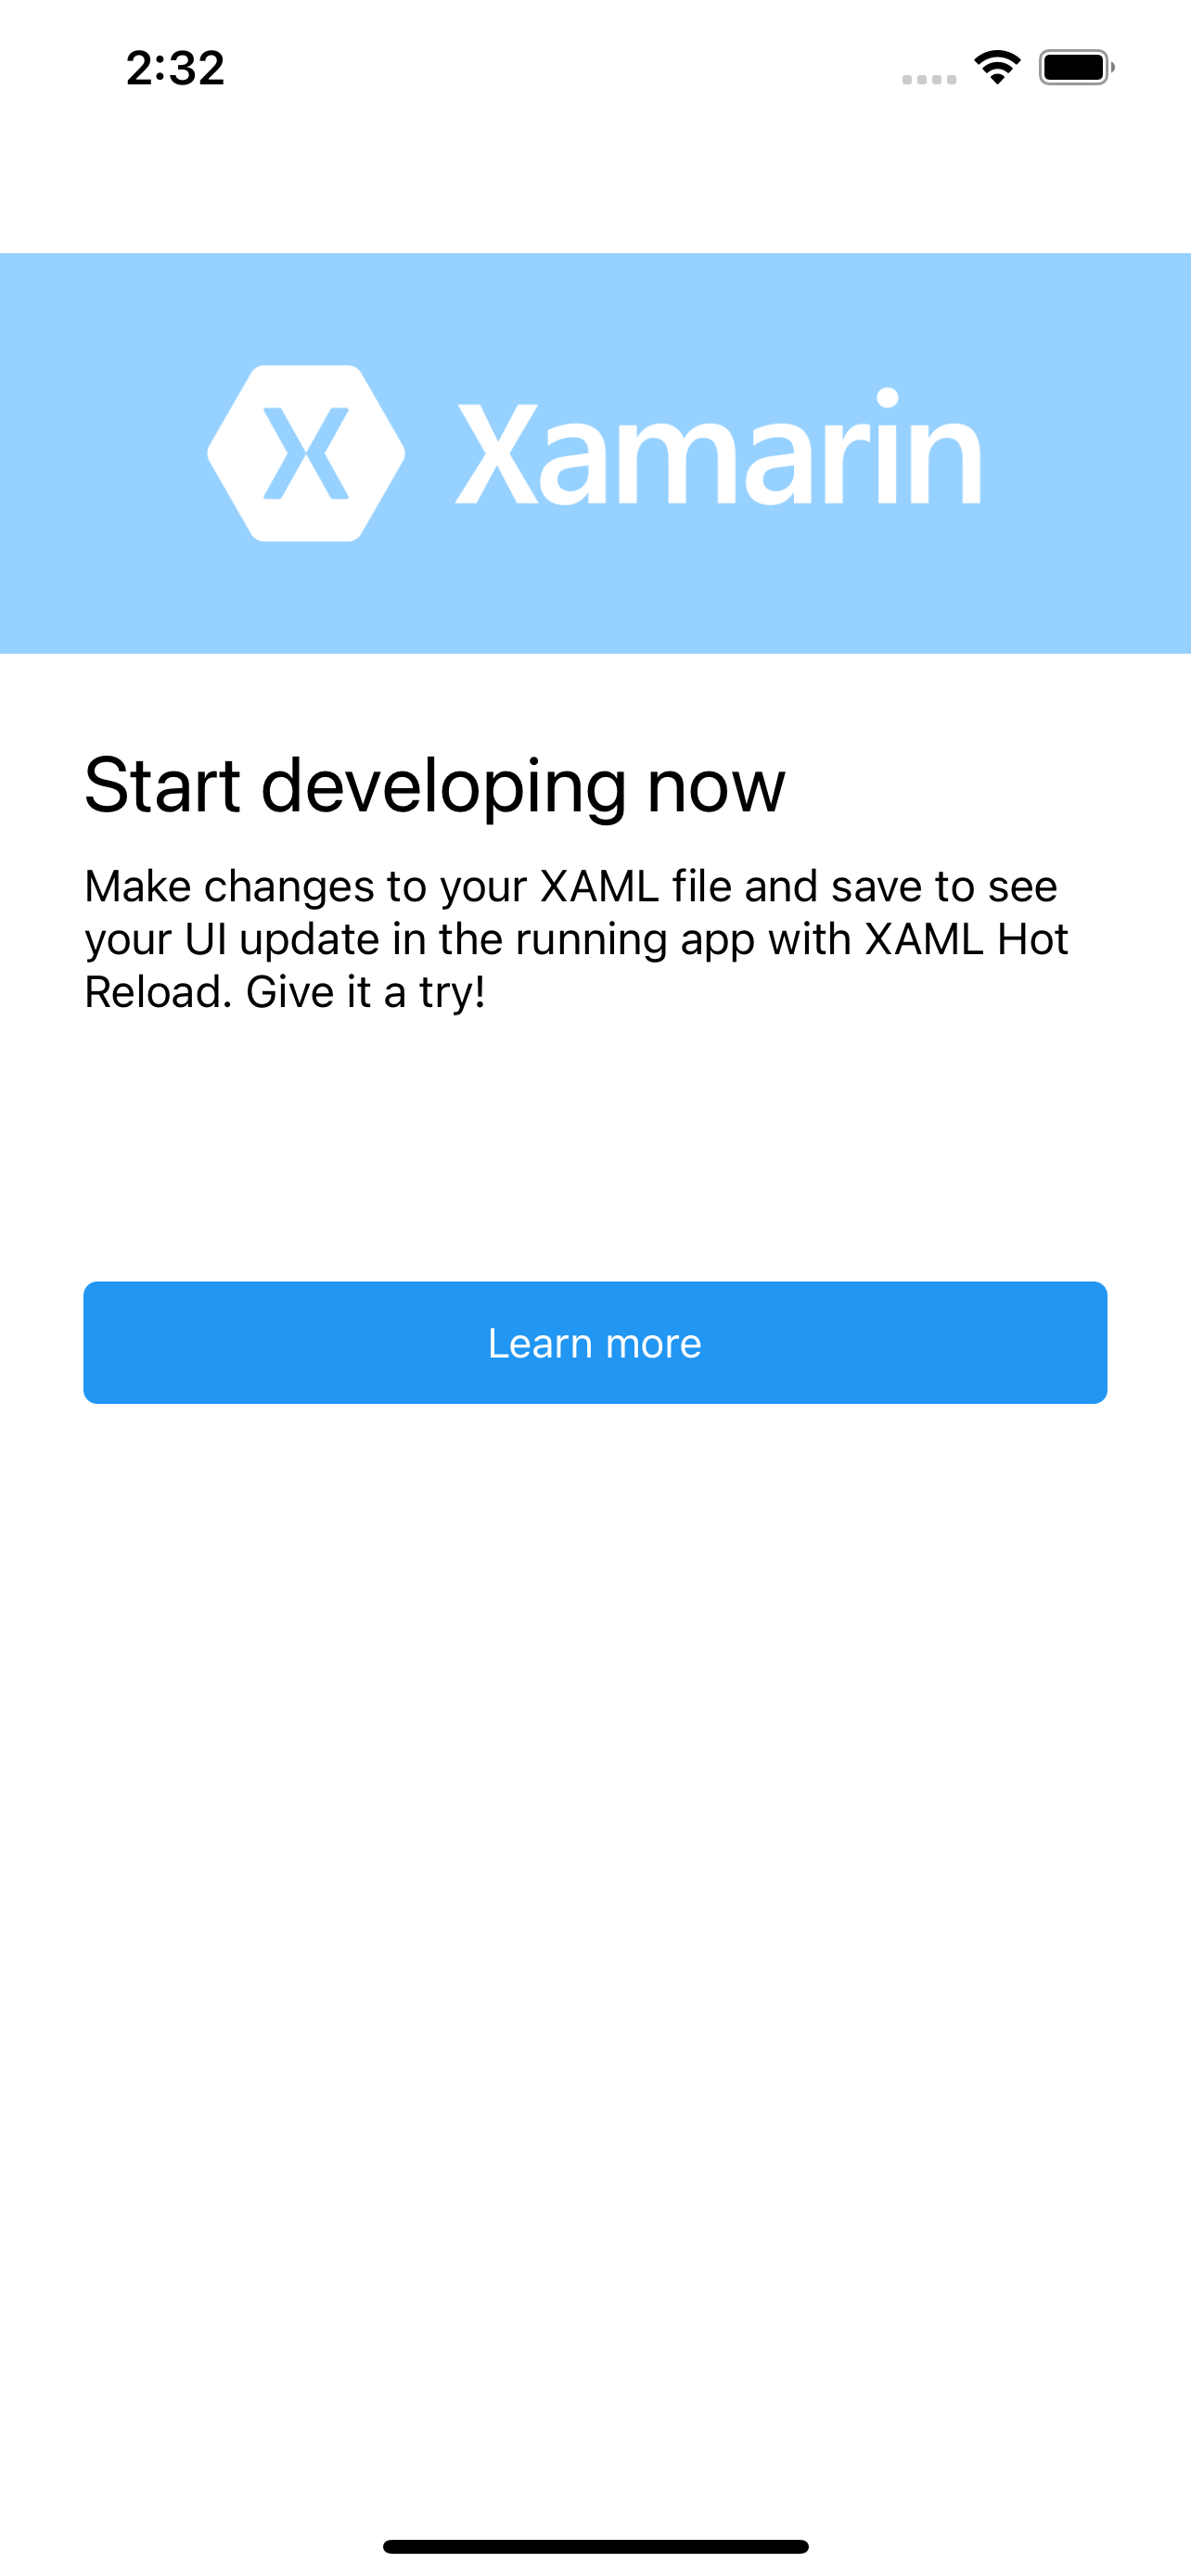 2:32
X Xamarin
Start developing now
Make changes to your XAML file and save to see
your UI update in the running app with XAML Hot
Reload. Give it a try!
Learn more